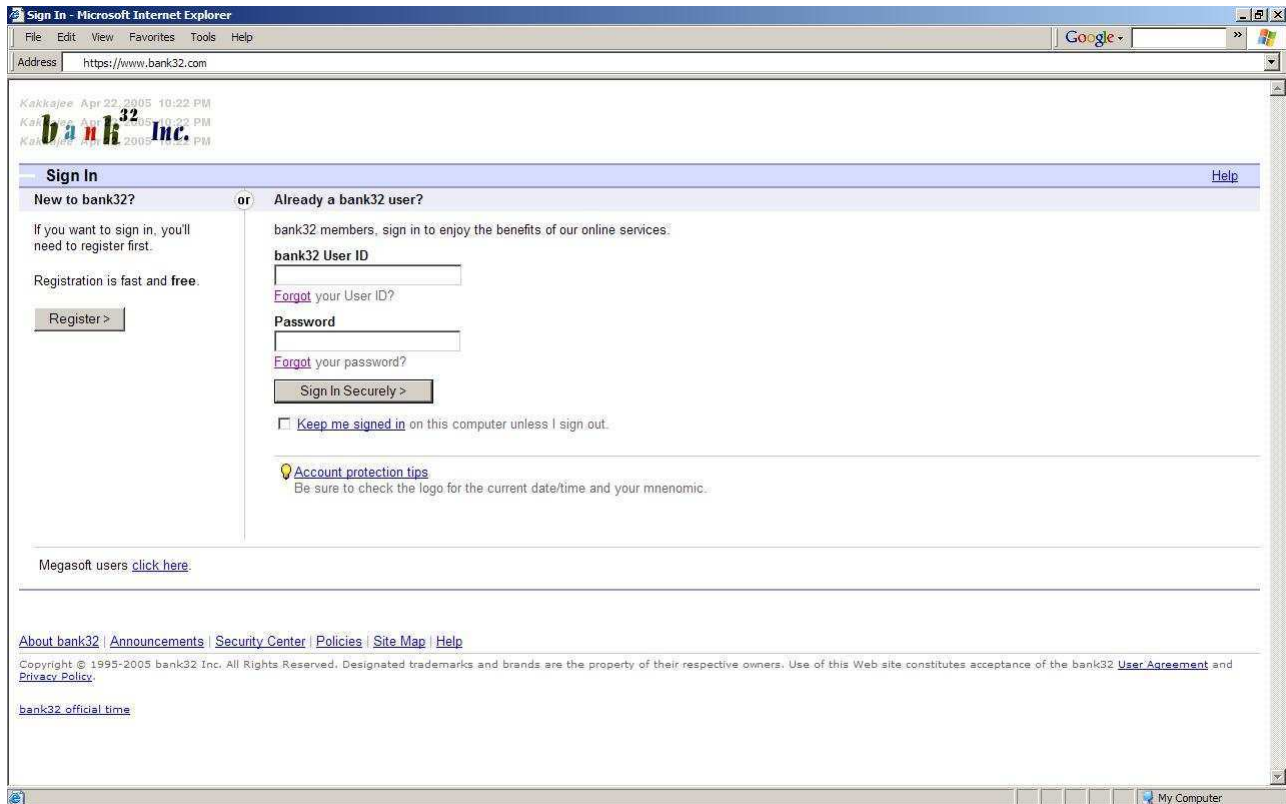 Sign In - Microsoft Internet Explorer
File Edit View Favorites Tools Help
Google
»
Address https://www.bank32.com
Kakkajee Apr 22, 2005 10:22 PM
bank32 Inc.
Sign In
Help
New to bank32?
or
Already a bank32 user?
If you want to sign in, you'll
need to register first.
Registration is fast and free.
Register >
bank32 members, sign in to enjoy the benefits of our online services.
bank32 User ID
Forgot your User ID?
Password
Forgot your password?
Sign In Securely >
Keep me signed in on this computer unless I sign out.
Account protection tips
Be sure to check the logo for the current date/time and your mnenomic.
Megasoft users click here.
About bank32 | Announcements | Security Center | Policies | Site Map | Help
Copyright © 1995-2005 bank32 Inc. All Rights Reserved. Designated trademarks and brands are the property of their respective owners. Use of this Web site constitutes acceptance of the bank32 User Agreement and
Privacy Policy.
bank32 official time
My Computer